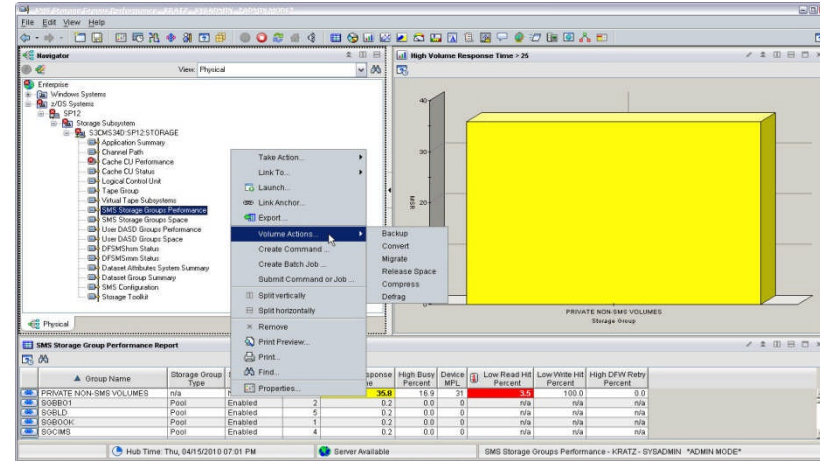 SMS Storage Groups Performance - KRATZ - SYSADMIN *ADMIN MODE*
File Edit View Help
Navigator
View: Physical
Enterprise
Windows Systems
z/OS Systems
SP12
Storage Subsystem
S3CMS34D:SP12:STORAGE
Application Summary
Channel Path
Cache CU Performance
Cache CU Status
Logical Control Unit
Tape Group
Virtual Tape Subsystems
SMS Storage Groups Performance
SMS Storage Groups Space
User DASD Groups Performance
User DASD Groups Space
DFSMShsm Status
DFSMSrmm Status
Dataset Attributes System Summary
Dataset Group Summary
SMS Configuration
Storage Toolkit
Physical
Take Action...
Link To...
Launch...
Link Anchor...
Export ...
Volume Actions...
Create Command ...
Create Batch Job ...
Submit Command or Job ...
Split vertically
Split horizontally
Remove
Print Preview...
Print...
Find...
Properties...
Backup
Convert
Migrate
Release Space
Compress
Defrag
High Volume Response Time > 25
40
30
20
MSR
PRIVATE NON-SMS VOLUMES
Storage Group
SMS Storage Group Performance Report
Group Name Storage Group Type High Busy Percent Device MPL Low Read Hit Percent Low Write Hit Percent High DFW Retry Percent
PRIVATE NON-SMS VOLUMES n/a 35.8 16.9 31 3.5 100.0 0.0
SGBBO1 Pool Enabled 2 0.2 0.0 0 n/a n/a n/a
SGBLD Pool Enabled 5 0.2 0.0 0 n/a n/a n/a
SGBOOK Pool Enabled 1 0.2 0.0 0 n/a n/a n/a
SGCIMS Pool Enabled 4 0.2 0.0 0 n/a n/a n/a
Hub Time: Thu, 04/15/2010 07:01 PM Server Available SMS Storage Groups Performance - KRATZ - SYSADMIN *ADMIN MODE*